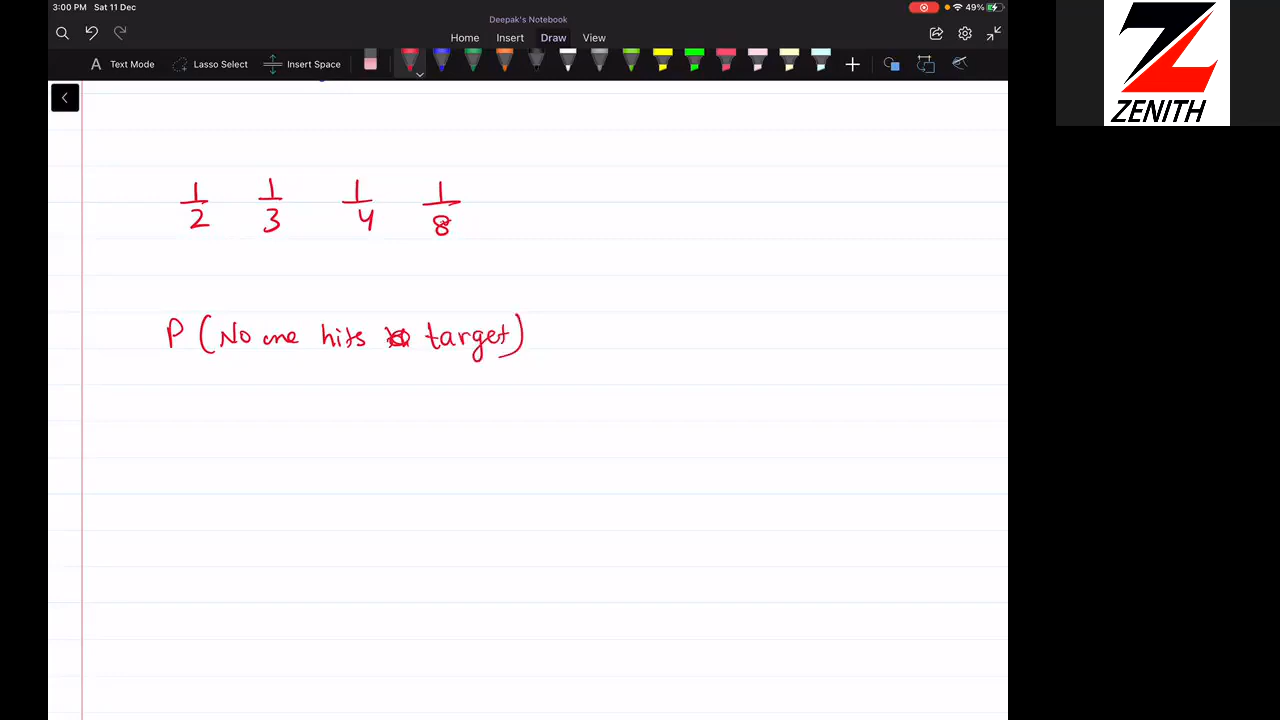 3:00 PM Sat 11 Dec
49%
Deepak's Notebook
Home Insert Draw View
A Text Mode Lasso Select Insert Space
ZENITH
1/2 1/3 1/4 1/8
P (No one hits target)